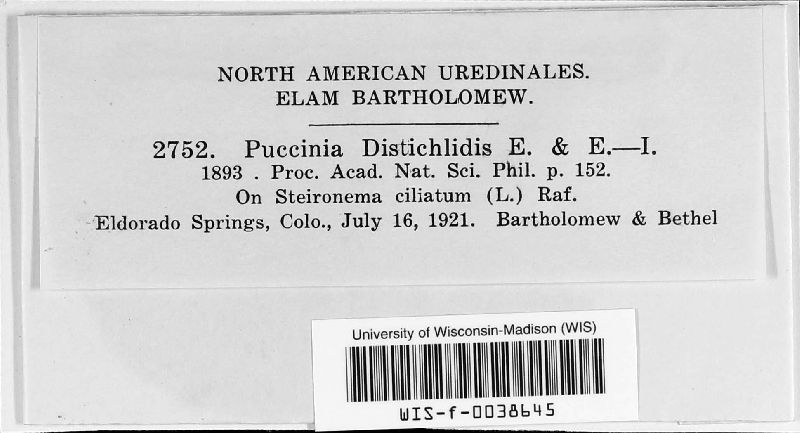 NORTH AMERICAN UREDINALES.
ELAM BARTHOLOMEW.
2752. Puccinia Distichlidis E. & E.—I.
1893 . Proc. Acad. Nat. Sci. Phil. p. 152.
On Steironema ciliatum (L.) Raf.
Eldorado Springs, Colo., July 16, 1921. Bartholomew & Bethel
University of Wisconsin-Madison (WIS)
WIS-f-0038645